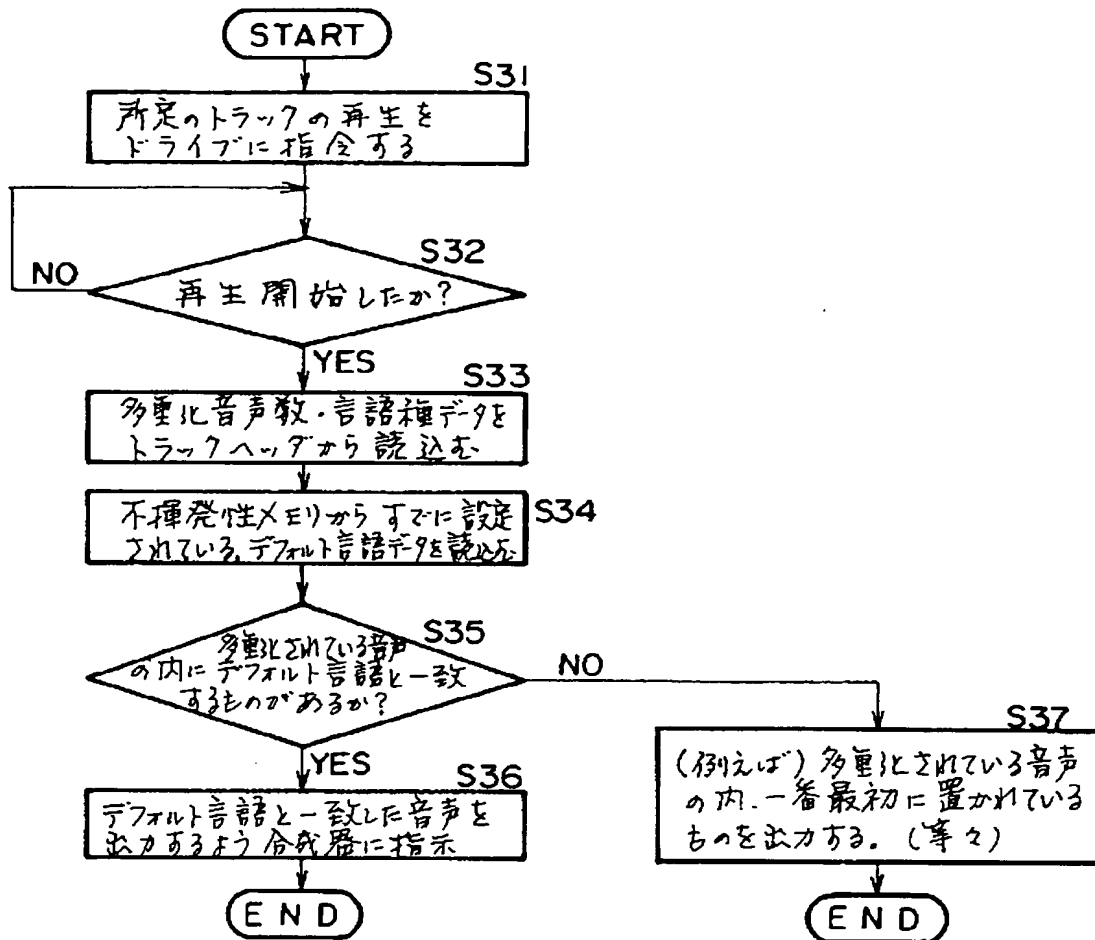 START
S31
所定のトラックの再生を
ドライブに指令する
S32
NO
再生開始したか?
YES
S33
多重化音声数・言語種データを
トラックヘッダから読込む
S34
不揮発性メモリからすでに設定
されている、デフォルト言語データを読込む
S35
多重化されている音声
の内にデフォルト言語と一致
するものがあるか?
NO
YES
S36
デフォルト言語と一致した音声を
出力するよう合成器に指示
END
S37
(例えば)多重化されている音声
の内、一番最初に置かれている
ものを出力する。(等々)
END